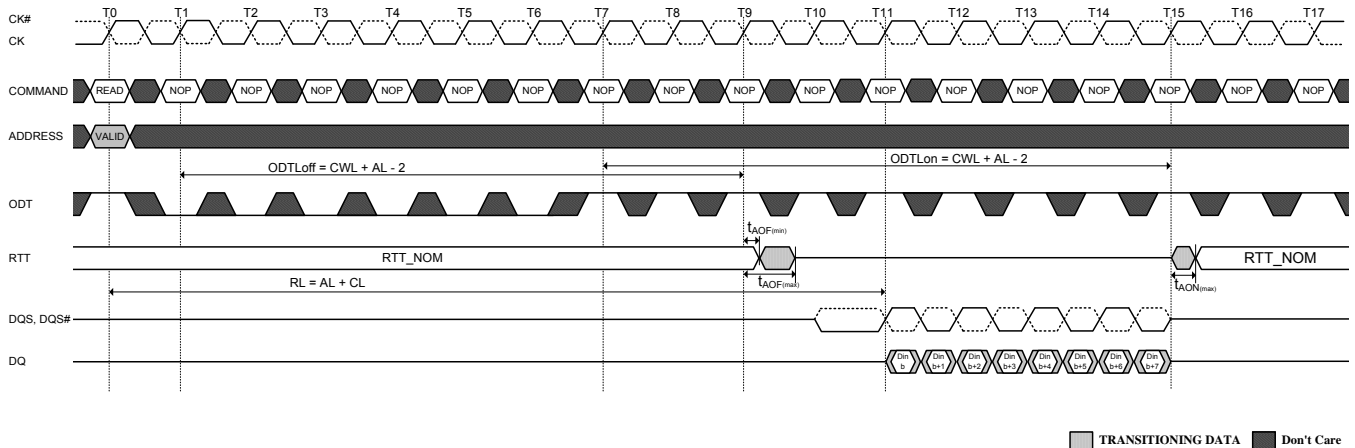 T0 T1 T2 T3 T4 T5 T6 T7 T8 T9 T10 T11 T12 T13 T14 T15 T16 T17
CK#
CK
COMMAND READ NOP NOP NOP NOP NOP NOP NOP NOP NOP NOP NOP NOP NOP NOP NOP NOP NOP
ADDRESS VALID
ODTLoff = CWL + AL - 2
ODTLon = CWL + AL - 2
ODT
tAOF(min)
RTT RTT_NOM RTT_NOM
tAOF(max)
tAON(max)
RL = AL + CL
DQS, DQS#
DQ Din b Din b+1 Din b+2 Din b+3 Din b+4 Din b+5 Din b+6 Din b+7
TRANSITIONING DATA Don't Care